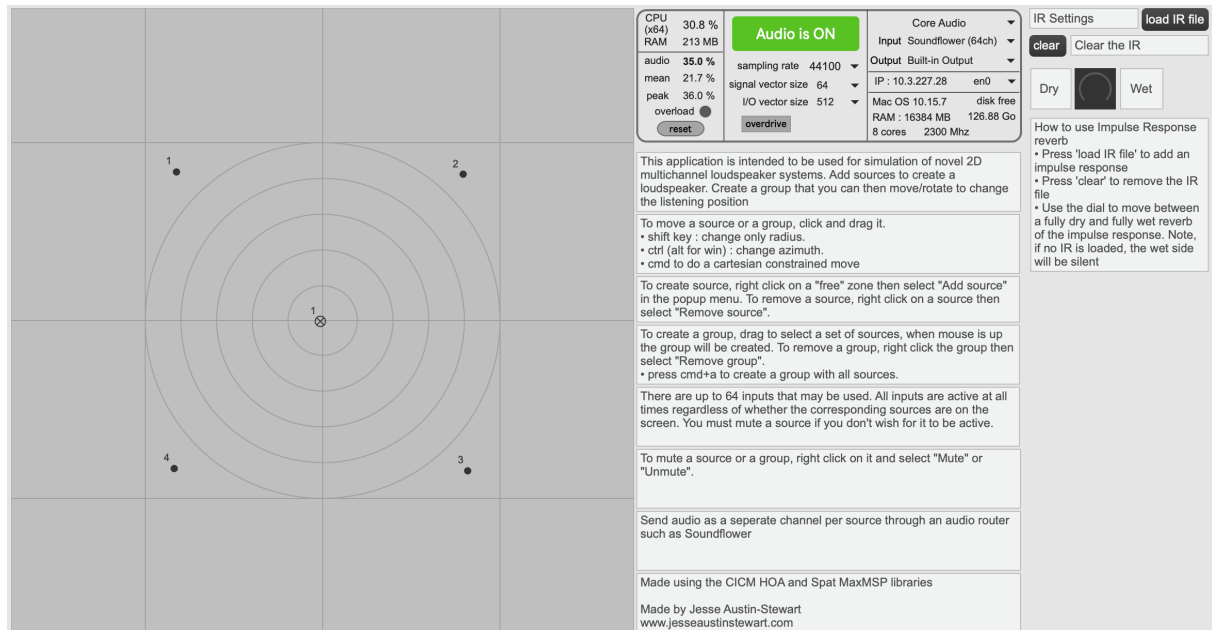 1
2
1
4
3
CPU
(x64)
30.8 %
RAM
213 MB
audio
35.0 %
mean
21.7 %
peak
36.0 %
overload
reset
Audio is ON
sampling rate 44100
signal vector size 64
I/O vector size 512
overdrive
Core Audio
Input Soundflower (64ch)
Output Built-in Output
IP : 10.3.227.28 en0
Mac OS 10.15.7 disk free
RAM : 16384 MB 126.88 Go
8 cores 2300 Mhz
This application is intended to be used for simulation of novel 2D
multichannel loudspeaker systems. Add sources to create a
loudspeaker. Create a group that you can then move/rotate to change
the listening position
To move a source or a group, click and drag it.
• shift key : change only radius.
• ctrl (alt for win) : change azimuth.
• cmd to do a cartesian constrained move
To create source, right click on a "free" zone then select "Add source"
in the popup menu. To remove a source, right click on a source then
select "Remove source".
To create a group, drag to select a set of sources, when mouse is up
the group will be created. To remove a group, right click the group then
select "Remove group".
• press cmd+a to create a group with all sources.
There are up to 64 inputs that may be used. All inputs are active at all
times regardless of whether the corresponding sources are on the
screen. You must mute a source if you don't wish for it to be active.
To mute a source or a group, right click on it and select "Mute" or
"Unmute".
Send audio as a seperate channel per source through an audio router
such as Soundflower
Made using the CICM HOA and Spat MaxMSP libraries
Made by Jesse Austin-Stewart
www.jesseaustinstewart.com
IR Settings
load IR file
clear
Clear the IR
Dry
Wet
How to use Impulse Response
reverb
• Press 'load IR file' to add an
impulse response
• Press 'clear' to remove the IR
file
• Use the dial to move between
a fully dry and fully wet reverb
of the impulse response. Note,
if no IR is loaded, the wet side
will be silent